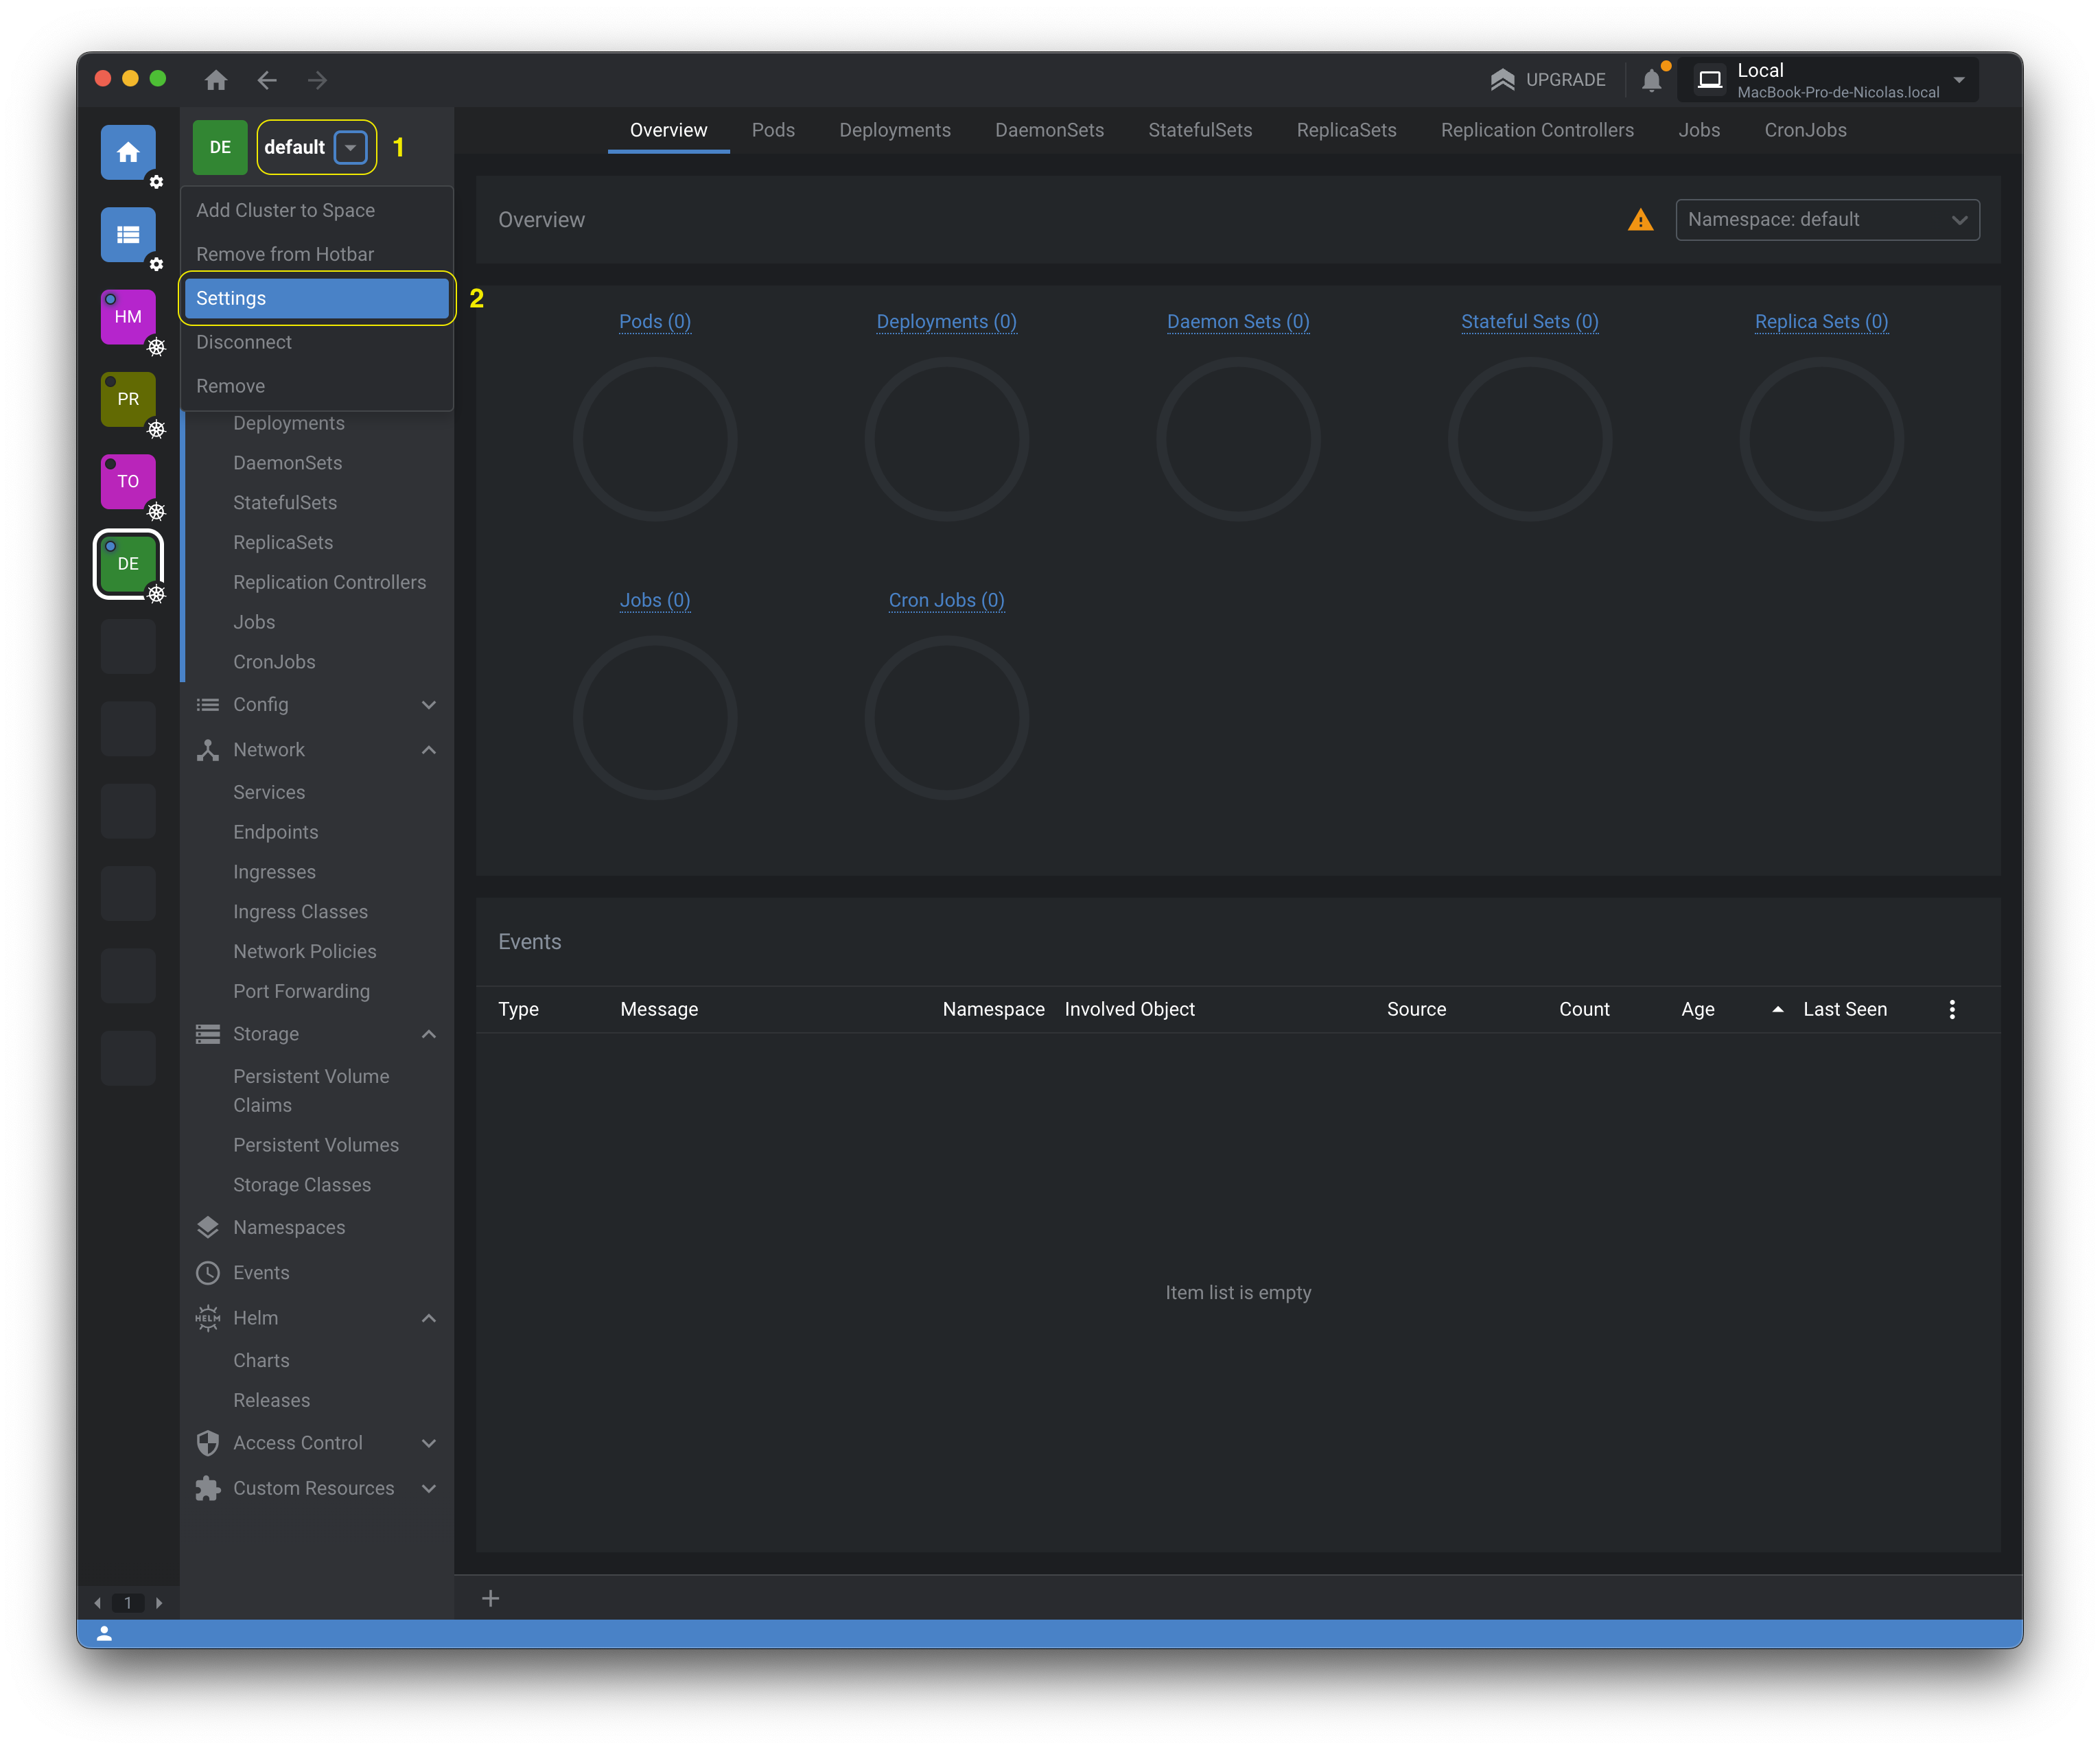 UPGRADE
Local
MacBook-Pro-de-Nicolas.local
DE
default
1
Add Cluster to Space
Remove from Hotbar
Settings
2
Disconnect
Remove
HM
PR
TO
DE
Deployments
DaemonSets
StatefulSets
ReplicaSets
Replication Controllers
Jobs
CronJobs
Config
Network
Services
Endpoints
Ingresses
Ingress Classes
Network Policies
Port Forwarding
Storage
Persistent Volume
Claims
Persistent Volumes
Storage Classes
Namespaces
Events
HELM
Helm
Charts
Releases
Access Control
Custom Resources
1
Overview Pods Deployments DaemonSets StatefulSets ReplicaSets Replication Controllers Jobs CronJobs
Overview
Namespace: default
Pods (0) Deployments (0) Daemon Sets (0) Stateful Sets (0) Replica Sets (0)
Jobs (0) Cron Jobs (0)
Events
Type Message Namespace Involved Object Source Count Age Last Seen
Item list is empty